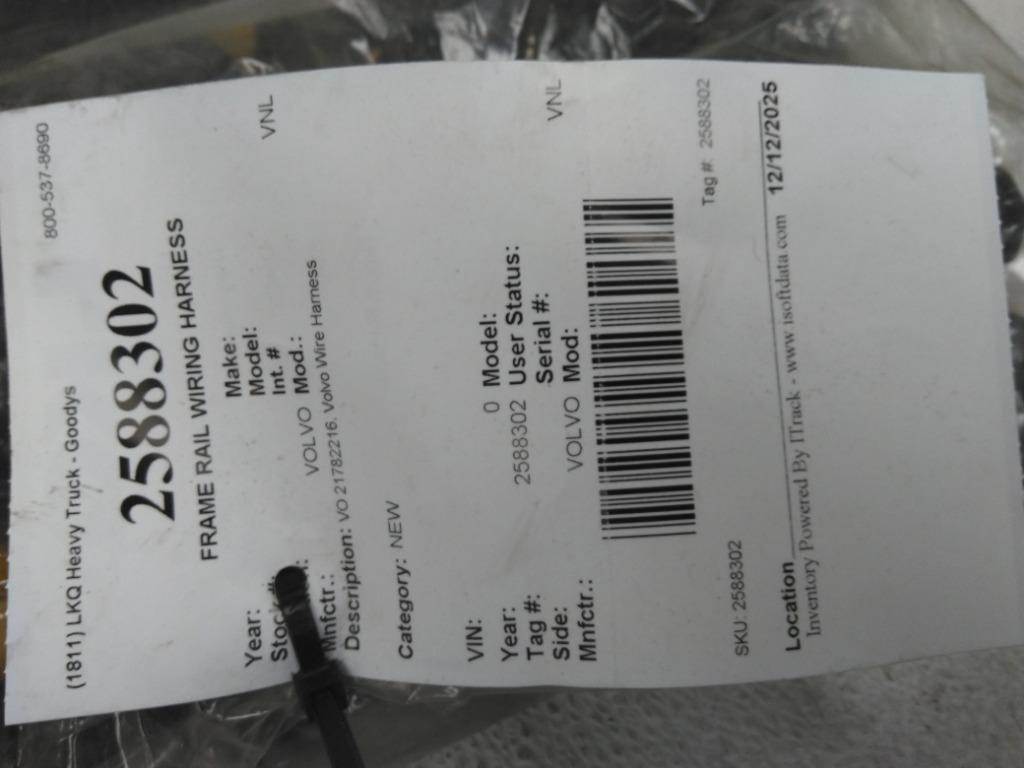 (1811) LKQ Heavy Truck - Goodys 800-537-8690
2588302
FRAME RAIL WIRING HARNESS
Year: Make:
Model: VNL
Int. #
Mnfctr.: VOLVO Mod.:
Description: VO 21782216. Volvo Wire Harness
Category: NEW
VIN:
Year: 0 Model:
Tag #: 2588302 User Status:
Side: Serial #: VNL
Mnfctr.: VOLVO Mod:
Tag #: 2588302
SKU: 2588302
Location 12/12/2025
Inventory Powered By ITrack - www.isoftdata.com